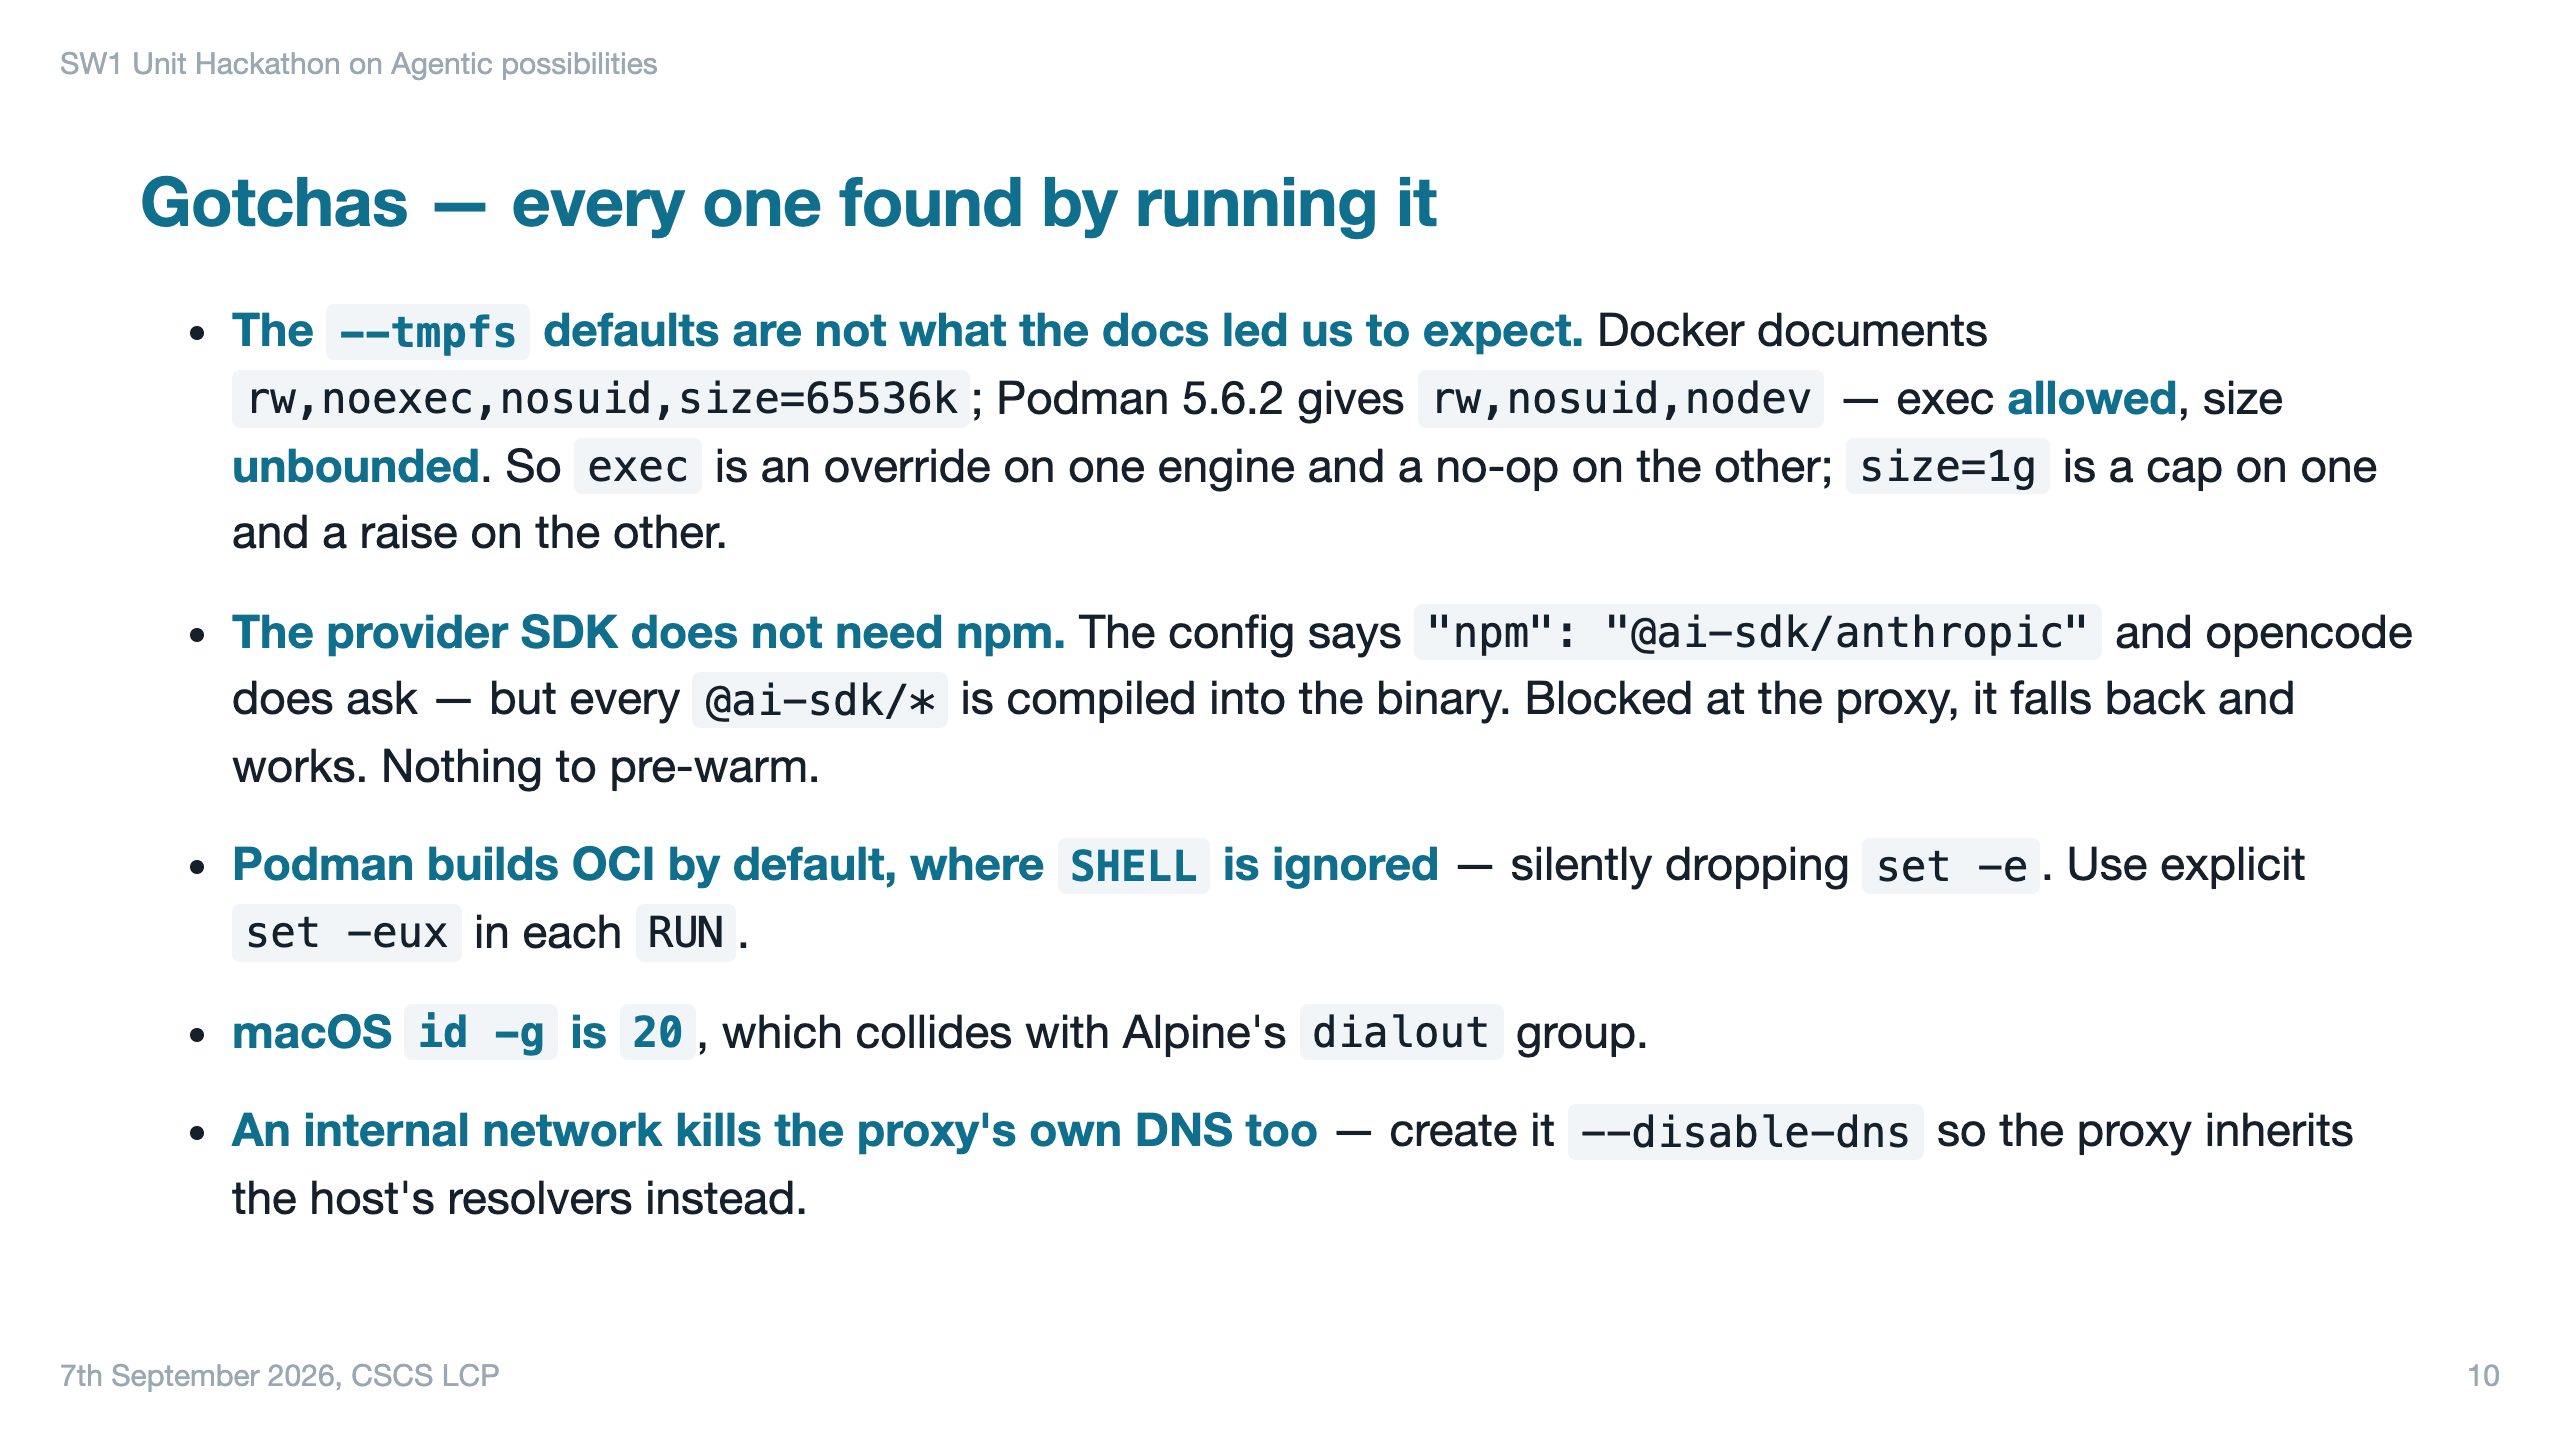 SW1 Unit Hackathon on Agentic possibilities
Gotchas — every one found by running it
• The --tmpfs defaults are not what the docs led us to expect. Docker documents
rw,noexec,nosuid,size=65536k; Podman 5.6.2 gives rw,nosuid,nodev — exec allowed, size
unbounded. So exec is an override on one engine and a no-op on the other; size=1g is a cap on one
and a raise on the other.
• The provider SDK does not need npm. The config says "npm": "@ai-sdk/anthropic" and opencode
does ask — but every @ai-sdk/* is compiled into the binary. Blocked at the proxy, it falls back and
works. Nothing to pre-warm.
• Podman builds OCI by default, where SHELL is ignored — silently dropping set -e. Use explicit
set -eux in each RUN.
• macOS id -g is 20, which collides with Alpine's dialout group.
• An internal network kills the proxy's own DNS too — create it --disable-dns so the proxy inherits
the host's resolvers instead.
7th September 2026, CSCS LCP
10